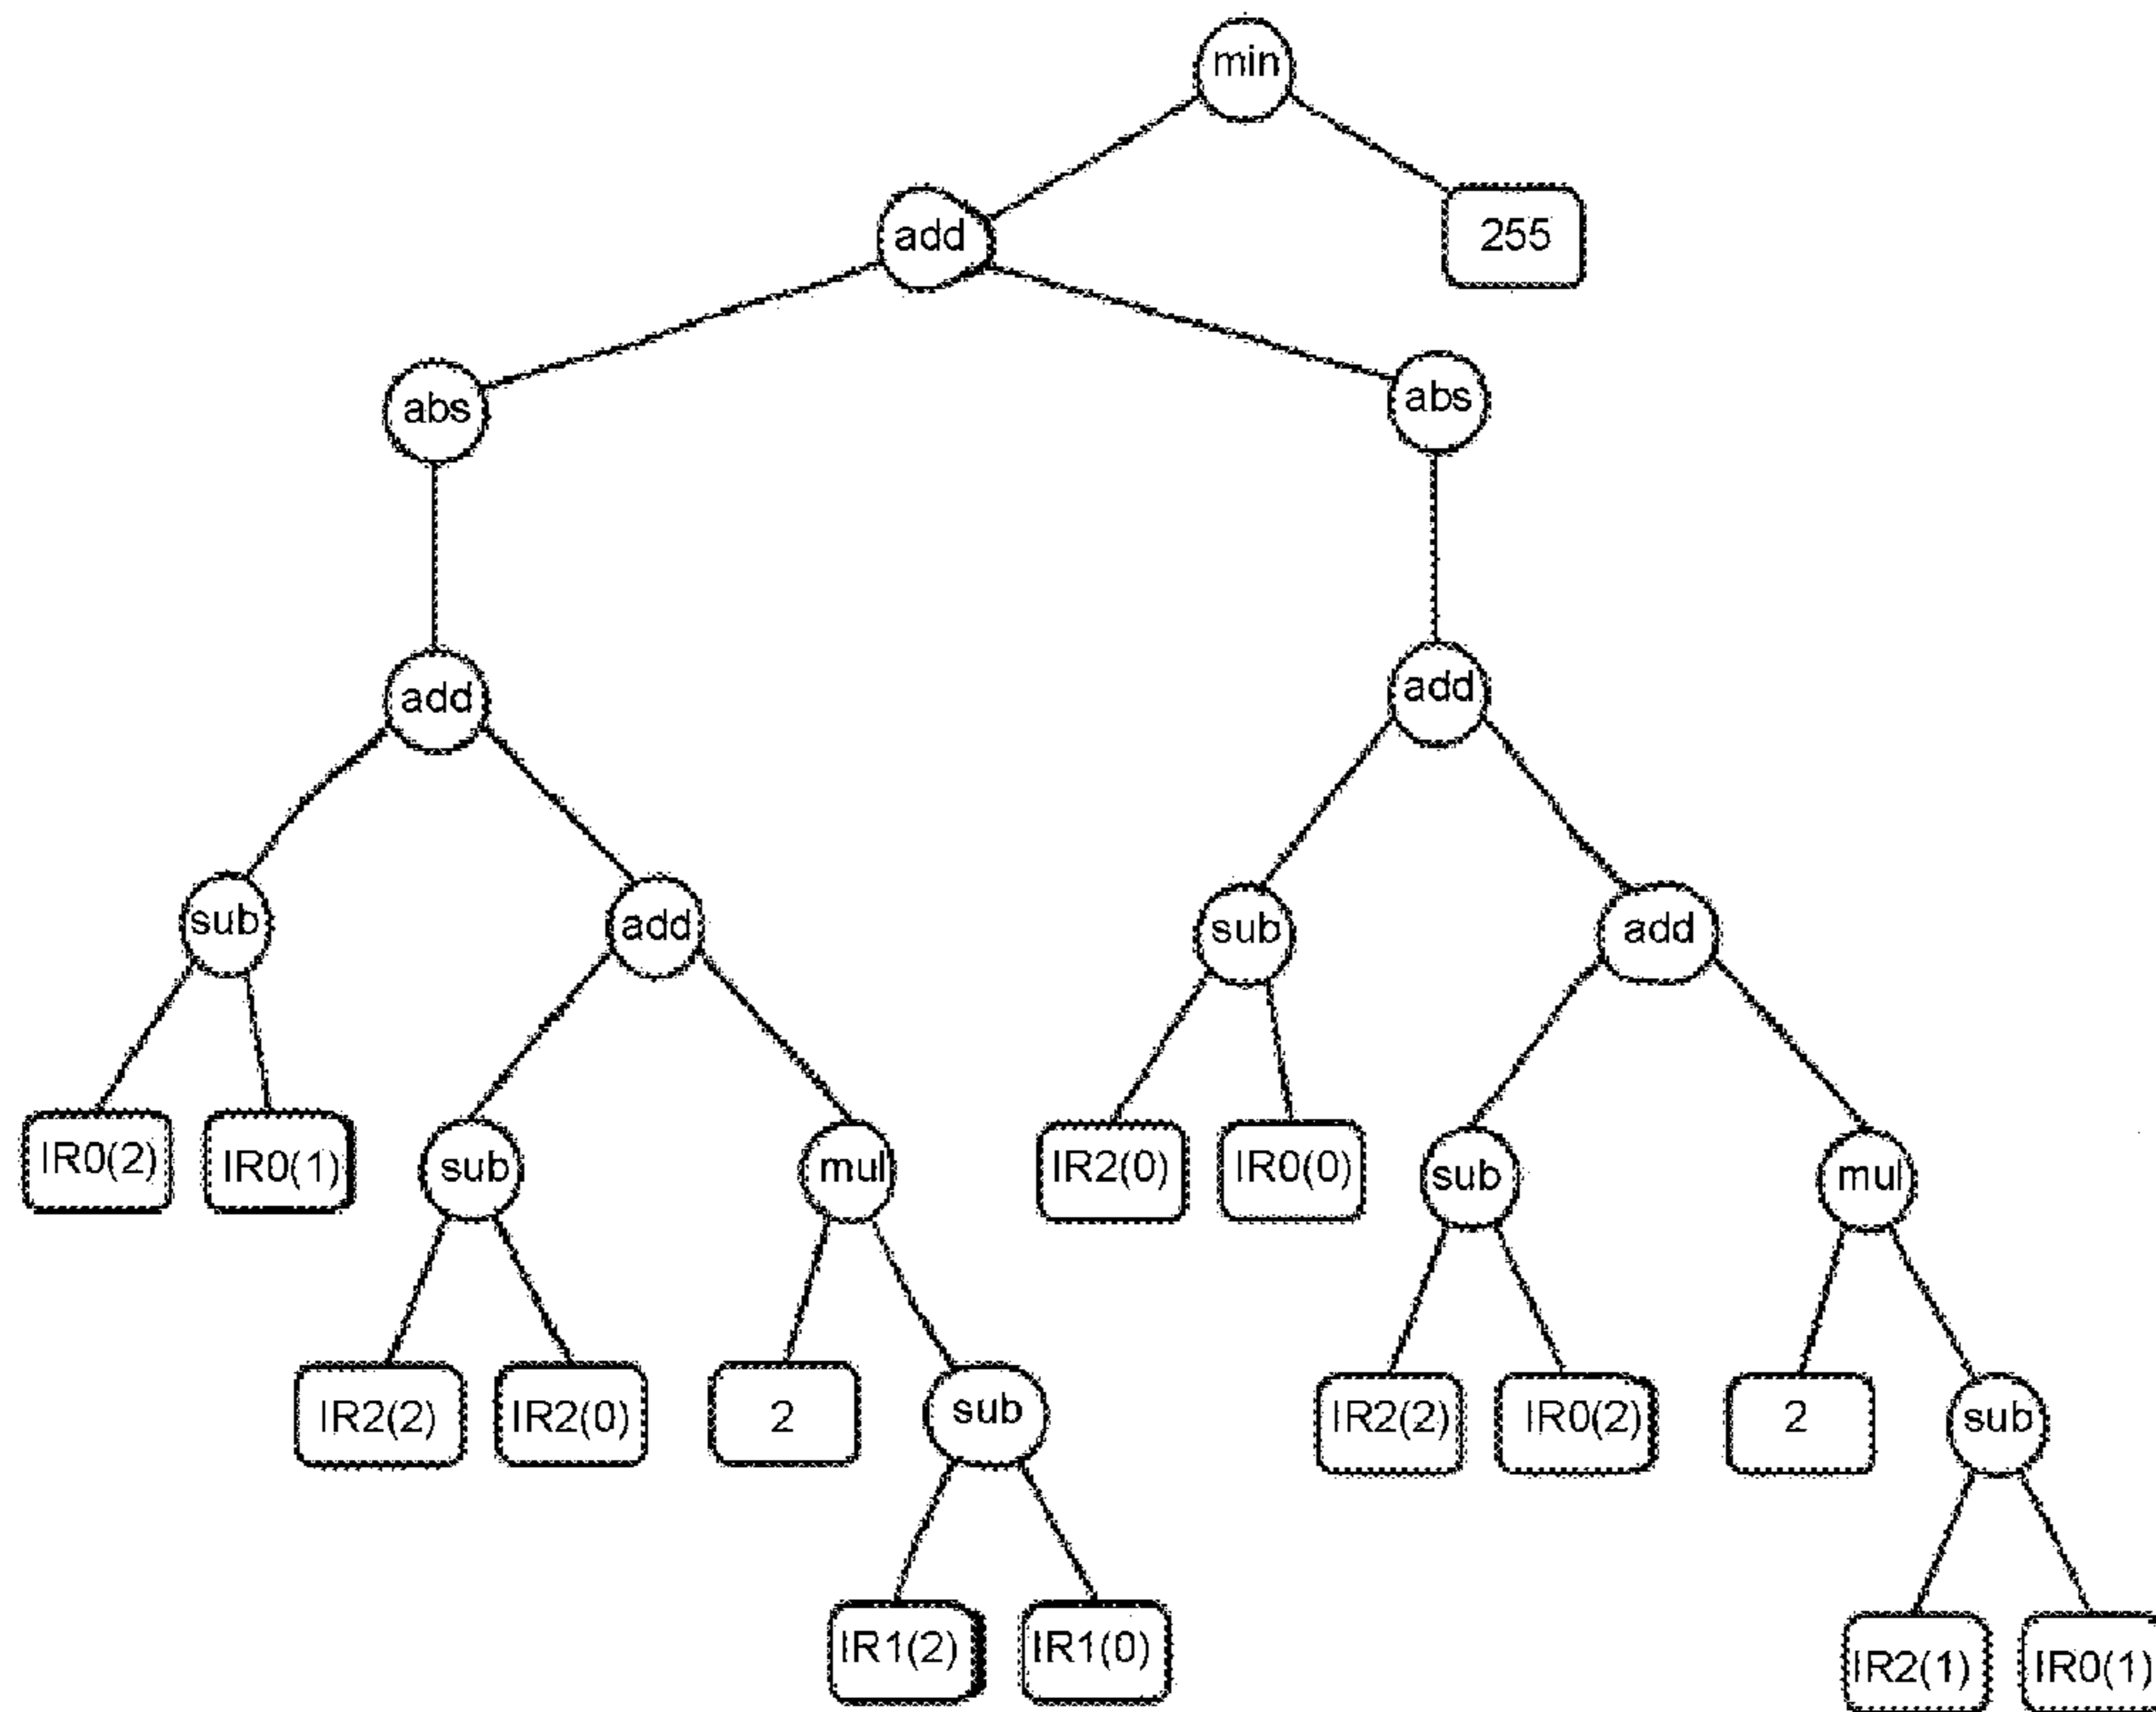 min
add
255
abs
abs
add
add
sub
add
sub
add
IR0(2)
IR0(1)
sub
mul
IR2(0)
IR0(0)
sub
mul
IR2(2)
IR2(0)
2
sub
IR2(2)
IR0(2)
2
sub
IR1(2)
IR1(0)
IR2(1)
IR0(1)